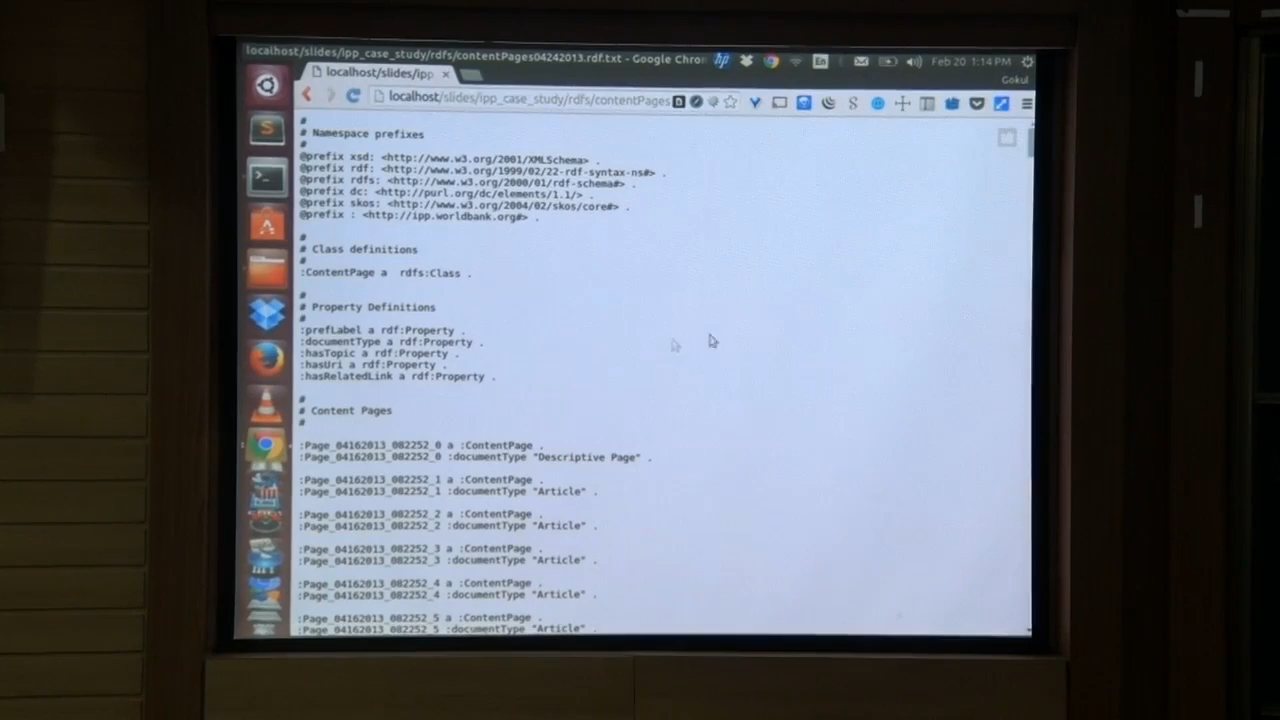 localhost/slides/ipp_case_study/rdfs/contentPages04242013.rdf.txt - Google Chro
En
Feb 20 1:14 PM
Gokul
localhost/slides/ipp
localhost/slides/ipp_case_study/rdfs/contentPages
#
# Namespace prefixes
#
@prefix xsd: <http://www.w3.org/2001/XMLSchema> .
@prefix rdf: <http://www.w3.org/1999/02/22-rdf-syntax-ns#> .
@prefix rdfs: <http://www.w3.org/2000/01/rdf-schema#> .
@prefix dc: <http://purl.org/dc/elements/1.1/> .
@prefix skos: <http://www.w3.org/2004/02/skos/core#> .
@prefix : <http://ipp.worldbank.org#> .
#
# Class definitions
#
:ContentPage a rdfs:Class .
#
# Property Definitions
#
:prefLabel a rdf:Property .
:documentType a rdf:Property .
:hasTopic a rdf:Property .
:hasUri a rdf:Property .
:hasRelatedLink a rdf:Property .
#
# Content Pages
#
:Page_04162013_082252_0 a :ContentPage .
:Page_04162013_082252_0 :documentType "Descriptive Page" .
:Page_04162013_082252_1 a :ContentPage .
:Page_04162013_082252_1 :documentType "Article" .
:Page_04162013_082252_2 a :ContentPage .
:Page_04162013_082252_2 :documentType "Article" .
:Page_04162013_082252_3 a :ContentPage .
:Page_04162013_082252_3 :documentType "Article" .
:Page_04162013_082252_4 a :ContentPage .
:Page_04162013_082252_4 :documentType "Article" .
:Page_04162013_082252_5 a :ContentPage .
:Page_04162013_082252_5 :documentType "Article" .